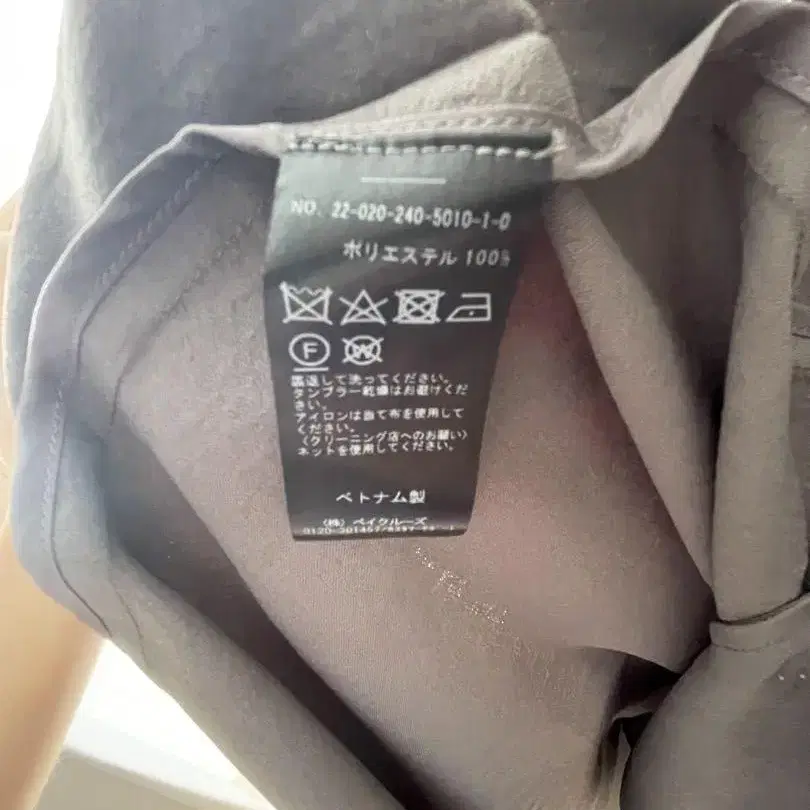 NO. 22-020-240-5010-1-0
ポリエステル 100%
F
W
裏返して洗ってください。
タンブラー乾燥はお避けくだ
さい。
アイロンは当て布を使用して
ください。
〈クリーニング店へのお願い〉
ネットを使用してください。
ベトナム製
(株) ベイクルーズ